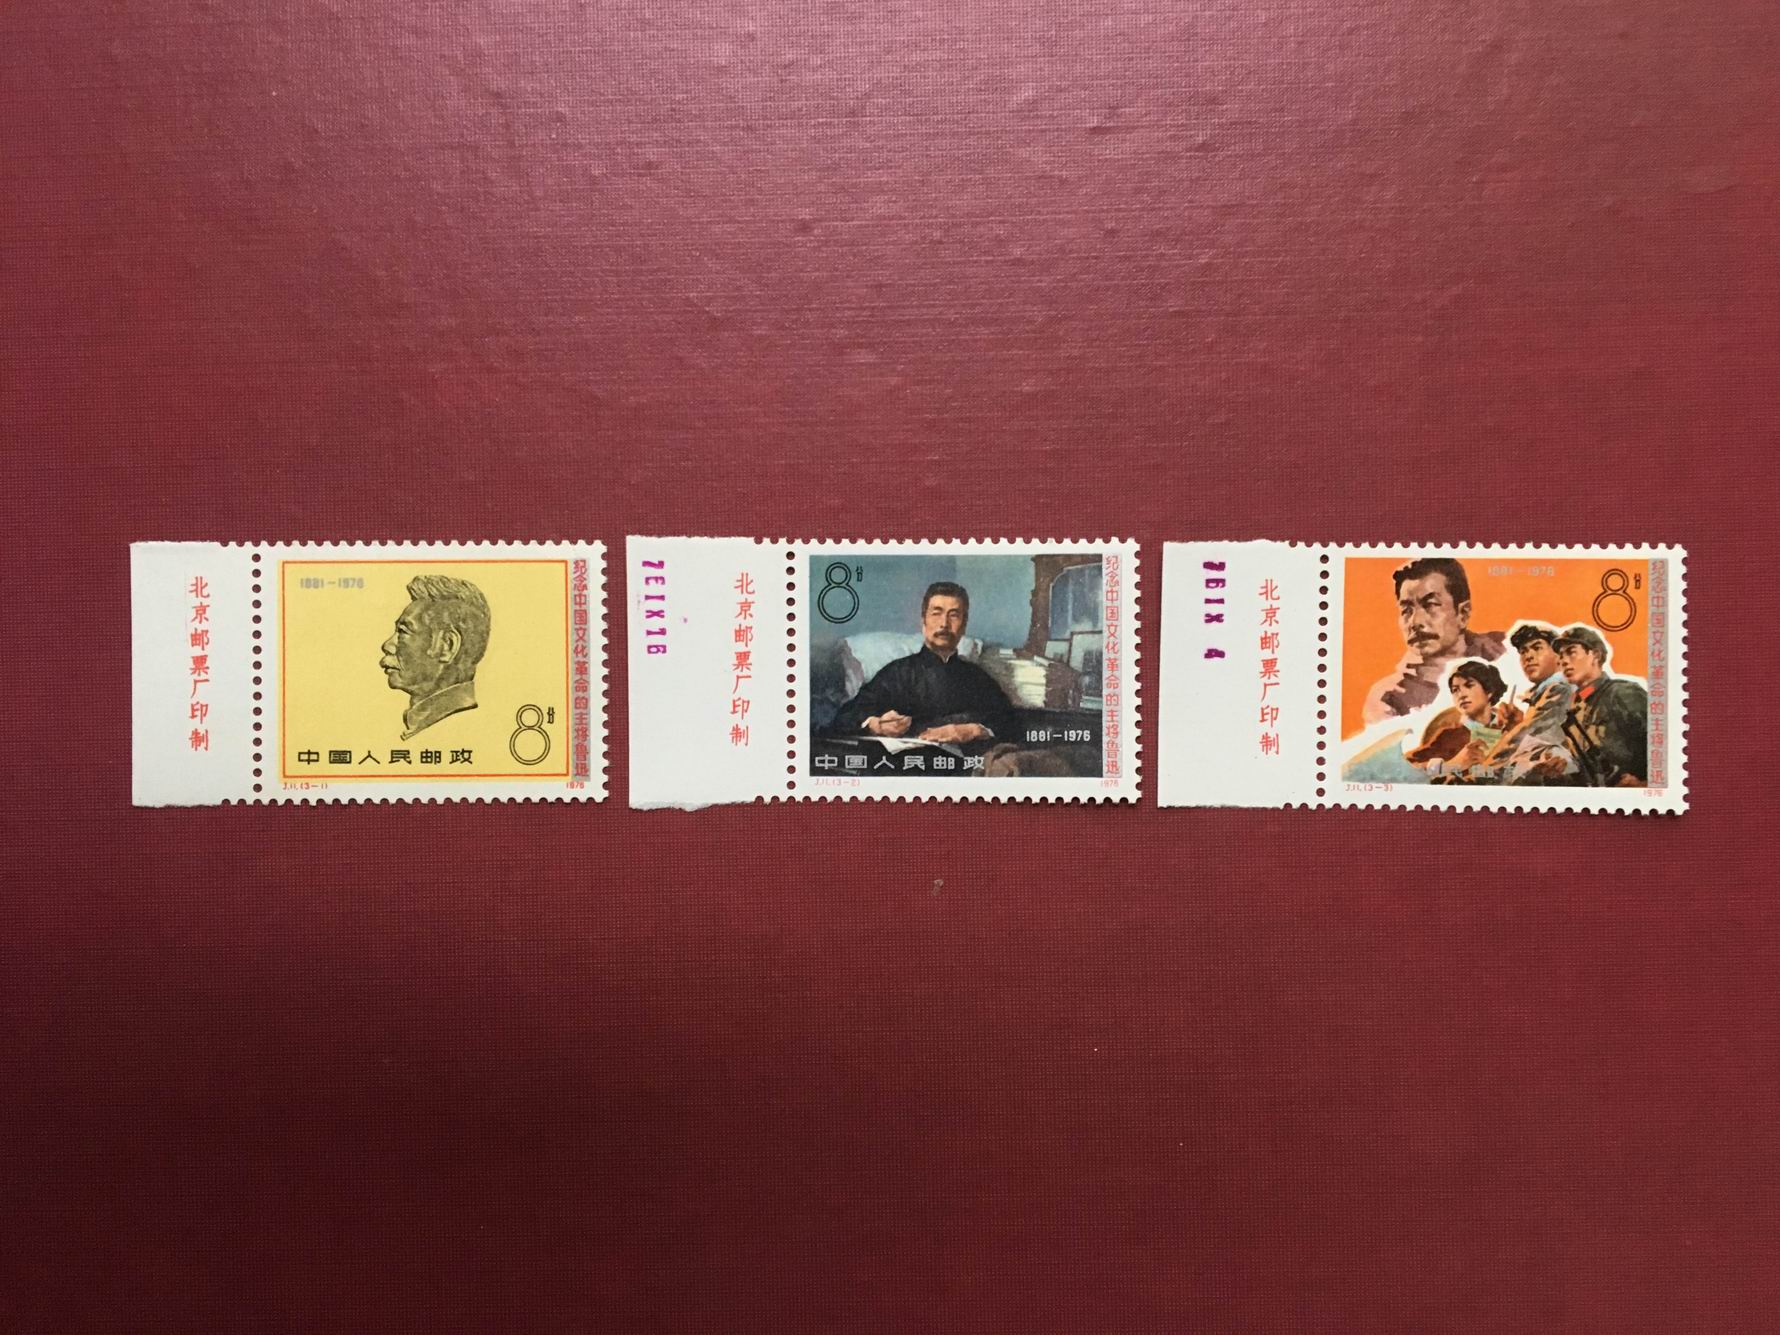 北京邮票厂印制
1881-1976
纪念中国文化革命的主将鲁迅
8分
中国人民邮政
J.11.(3-1)
1976
北京邮票厂印制
8分
纪念中国文化革命的主将鲁迅
1881-1976
中国人民邮政
J.11.(3-2)
1976
北京邮票厂印制
1881-1976
8分
纪念中国文化革命的主将鲁迅
J.11.(3-3)
1976